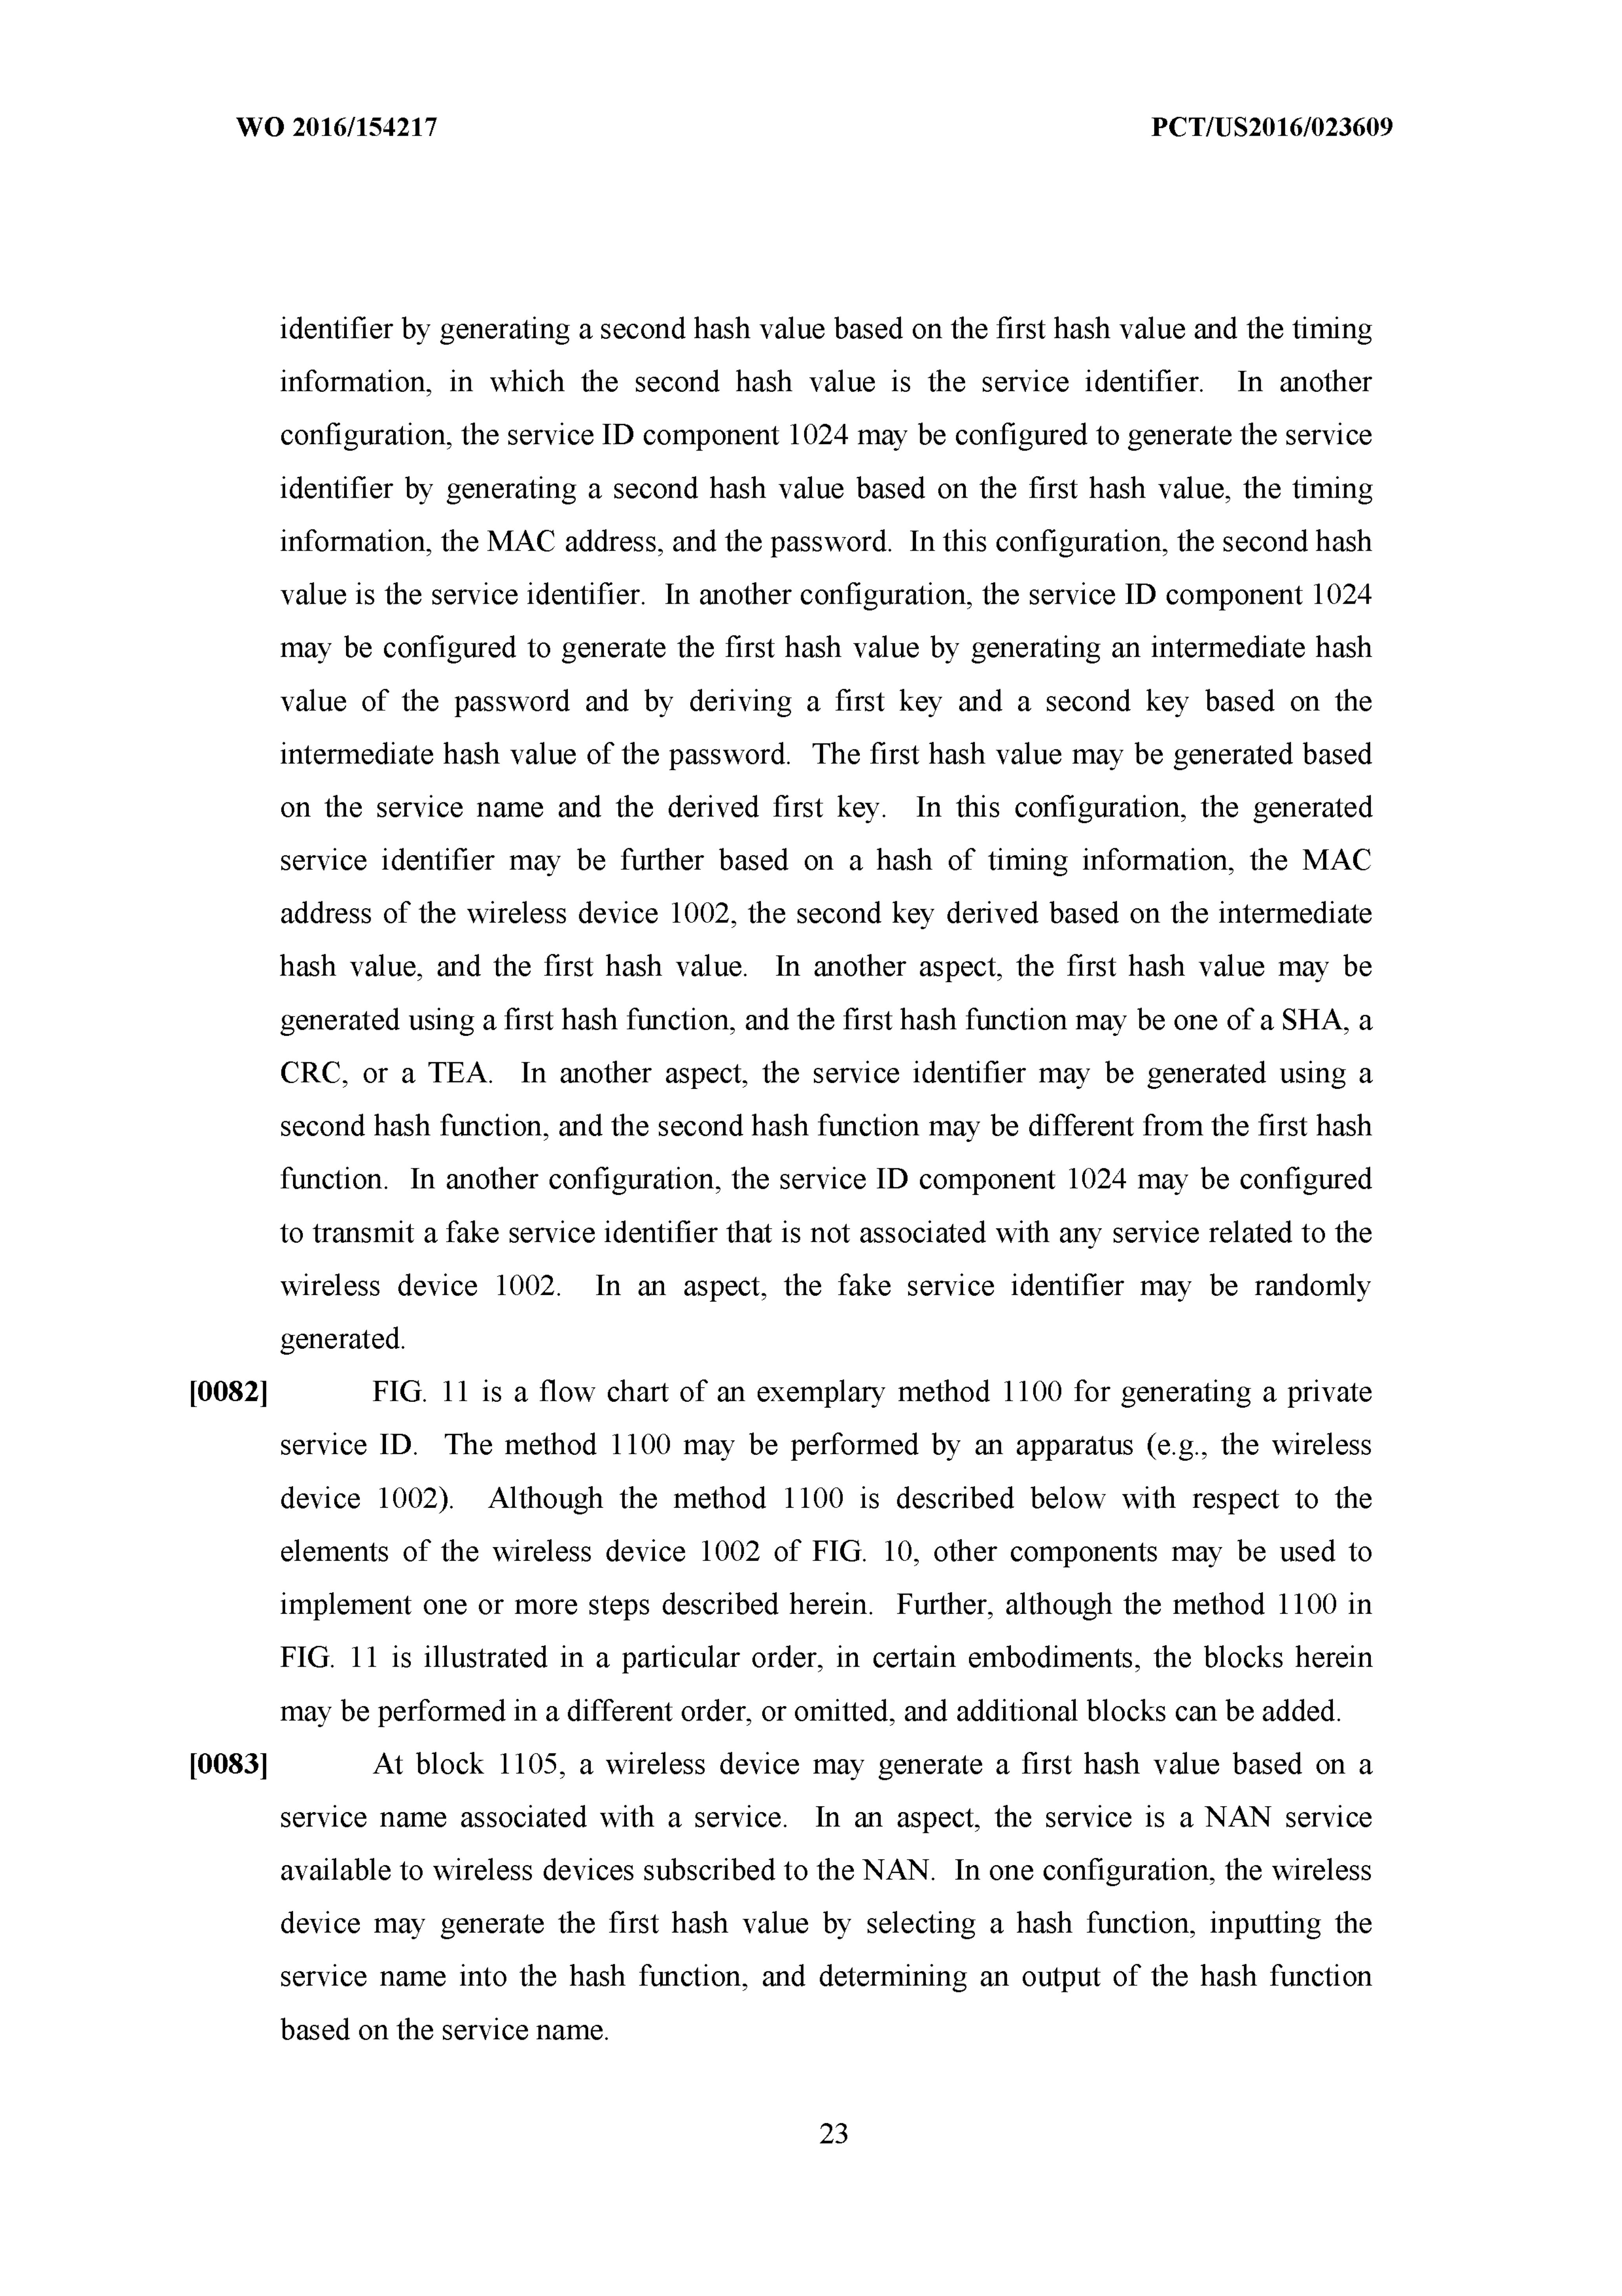 WO 2016/154217 PCT/US2016/023609
identifier by generating a second hash value based on the first hash value and the timing
information, in which the second hash value is the service identifier. In another
configuration, the service ID component 1024 may be configured to generate the service
identifier by generating a second hash value based on the first hash value, the timing
information, the MAC address, and the password. In this configuration, the second hash
value is the service identifier. In another configuration, the service ID component 1024
may be configured to generate the first hash value by generating an intermediate hash
value of the password and by deriving a first key and a second key based on the
intermediate hash value of the password. The first hash value may be generated based
on the service name and the derived first key. In this configuration, the generated
service identifier may be further based on a hash of timing information, the MAC
address of the wireless device 1002, the second key derived based on the intermediate
hash value, and the first hash value. In another aspect, the first hash value may be
generated using a first hash function, and the first hash function may be one of a SHA, a
CRC, or a TEA. In another aspect, the service identifier may be generated using a
second hash function, and the second hash function may be different from the first hash
function. In another configuration, the service ID component 1024 may be configured
to transmit a fake service identifier that is not associated with any service related to the
wireless device 1002. In an aspect, the fake service identifier may be randomly
generated.
[0082] FIG. 11 is a flow chart of an exemplary method 1100 for generating a private
service ID. The method 1100 may be performed by an apparatus (e.g., the wireless
device 1002). Although the method 1100 is described below with respect to the
elements of the wireless device 1002 of FIG. 10, other components may be used to
implement one or more steps described herein. Further, although the method 1100 in
FIG. 11 is illustrated in a particular order, in certain embodiments, the blocks herein
may be performed in a different order, or omitted, and additional blocks can be added.
[0083] At block 1105, a wireless device may generate a first hash value based on a
service name associated with a service. In an aspect, the service is a NAN service
available to wireless devices subscribed to the NAN. In one configuration, the wireless
device may generate the first hash value by selecting a hash function, inputting the
service name into the hash function, and determining an output of the hash function
based on the service name.
23